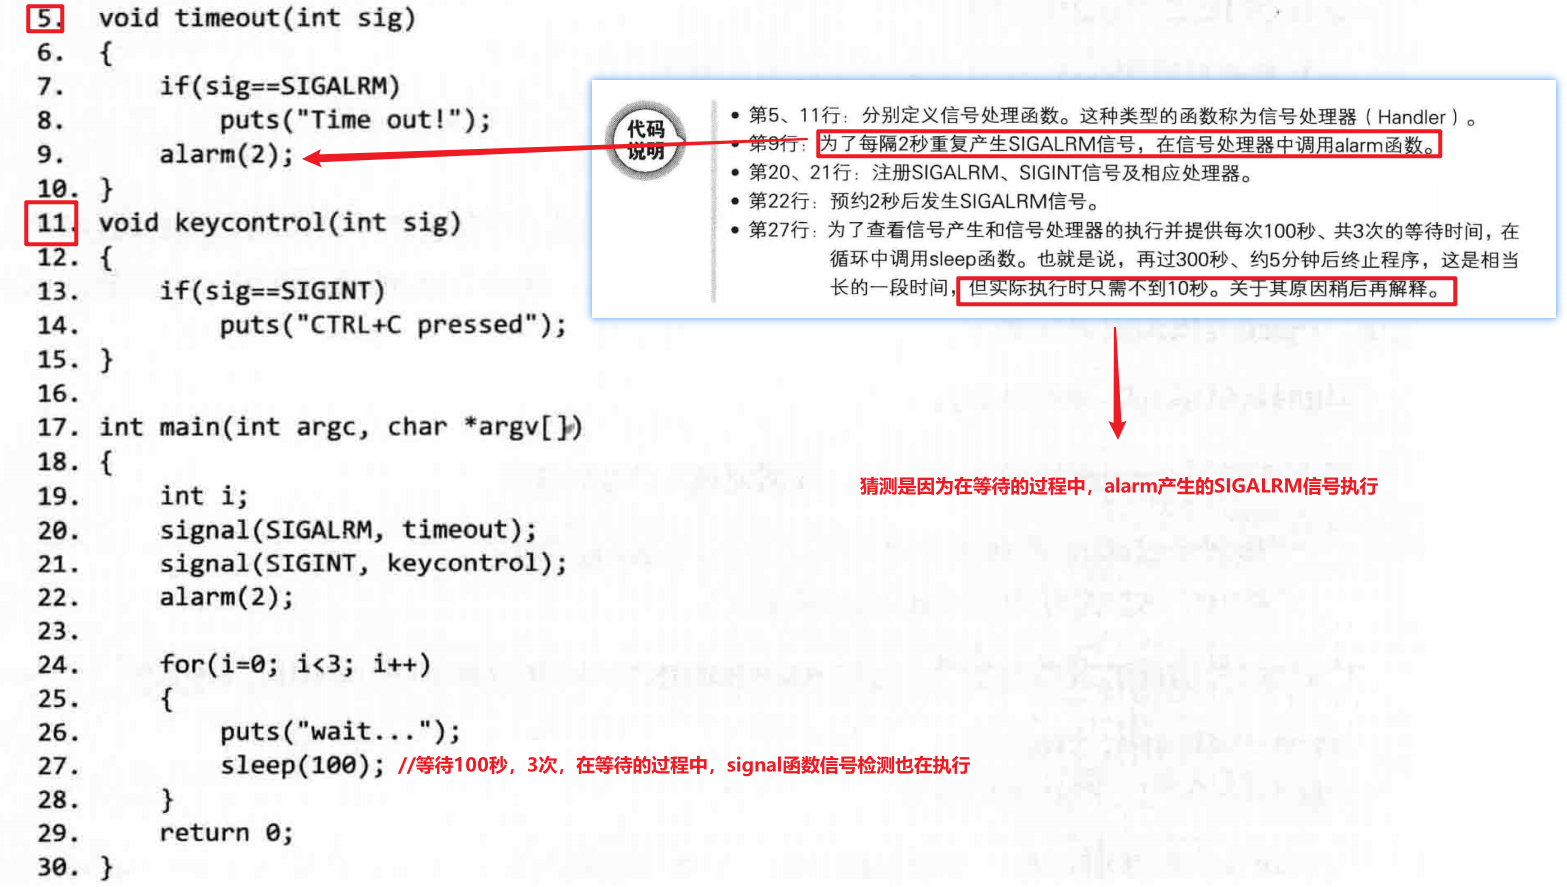 5. void timeout(int sig)
6. {
7. if(sig==SIGALRM)
8. puts("Time out!");
9. alarm(2);
10. }
11. void keycontrol(int sig)
12. {
13. if(sig==SIGINT)
14. puts("CTRL+C pressed");
15. }
16.
17. int main(int argc, char *argv[])
18. {
19. int i;
20. signal(SIGALRM, timeout);
21. signal(SIGINT, keycontrol);
22. alarm(2);
23.
24. for(i=0; i<3; i++)
25. {
26. puts("wait...");
27. sleep(100); //等待100秒，3次，在等待的过程中，signal函数信号检测也在执行
28. }
29. return 0;
30. }
代码
说明
• 第5、11行：分别定义信号处理函数。这种类型的函数称为信号处理器（Handler）。
• 第9行：为了每隔2秒重复产生SIGALRM信号，在信号处理器中调用alarm函数。
• 第20、21行：注册SIGALRM、SIGINT信号及相应处理器。
• 第22行：预约2秒后发生SIGALRM信号。
• 第27行：为了查看信号产生和信号处理器的执行并提供每次100秒、共3次的等待时间，在
循环中调用sleep函数。也就是说，再过300秒、约5分钟后终止程序，这是相当
长的一段时间，但实际执行时只需不到10秒。关于其原因稍后再解释。
猜测是因为在等待的过程中，alarm产生的SIGALRM信号执行